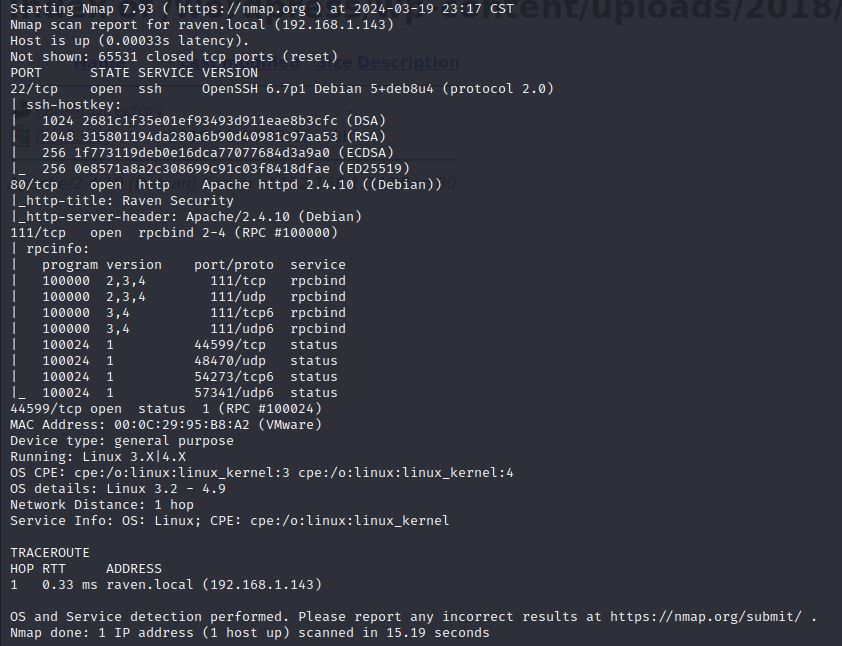 Starting Nmap 7.93 ( https://nmap.org ) at 2024-03-19 23:17 CST
Nmap scan report for raven.local (192.168.1.143)
Host is up (0.00033s latency).
Not shown: 65531 closed tcp ports (reset)
PORT      STATE SERVICE VERSION
22/tcp    open  ssh     OpenSSH 6.7p1 Debian 5+deb8u4 (protocol 2.0)
| ssh-hostkey:
|   1024 2681c1f35e01ef93493d911eae8b3cfc (DSA)
|   2048 315801194da280a6b90d40981c97aa53 (RSA)
|   256 1f773119deb0e16dca77077684d3a9a0 (ECDSA)
|_  256 0e8571a8a2c308699c91c03f8418dfae (ED25519)
80/tcp    open  http    Apache httpd 2.4.10 ((Debian))
|_http-title: Raven Security
|_http-server-header: Apache/2.4.10 (Debian)
111/tcp   open  rpcbind 2-4 (RPC #100000)
| rpcinfo:
|   program version    port/proto  service
|   100000  2,3,4        111/tcp   rpcbind
|   100000  2,3,4        111/udp   rpcbind
|   100000  3,4          111/tcp6  rpcbind
|   100000  3,4          111/udp6  rpcbind
|   100024  1          44599/tcp   status
|   100024  1          48470/udp   status
|   100024  1          54273/tcp6  status
|_  100024  1          57341/udp6  status
44599/tcp open  status  1 (RPC #100024)
MAC Address: 00:0C:29:95:B8:A2 (VMware)
Device type: general purpose
Running: Linux 3.X|4.X
OS CPE: cpe:/o:linux:linux_kernel:3 cpe:/o:linux:linux_kernel:4
OS details: Linux 3.2 - 4.9
Network Distance: 1 hop
Service Info: OS: Linux; CPE: cpe:/o:linux:linux_kernel
TRACEROUTE
HOP RTT     ADDRESS
1   0.33 ms raven.local (192.168.1.143)
OS and Service detection performed. Please report any incorrect results at https://nmap.org/submit/ .
Nmap done: 1 IP address (1 host up) scanned in 15.19 seconds